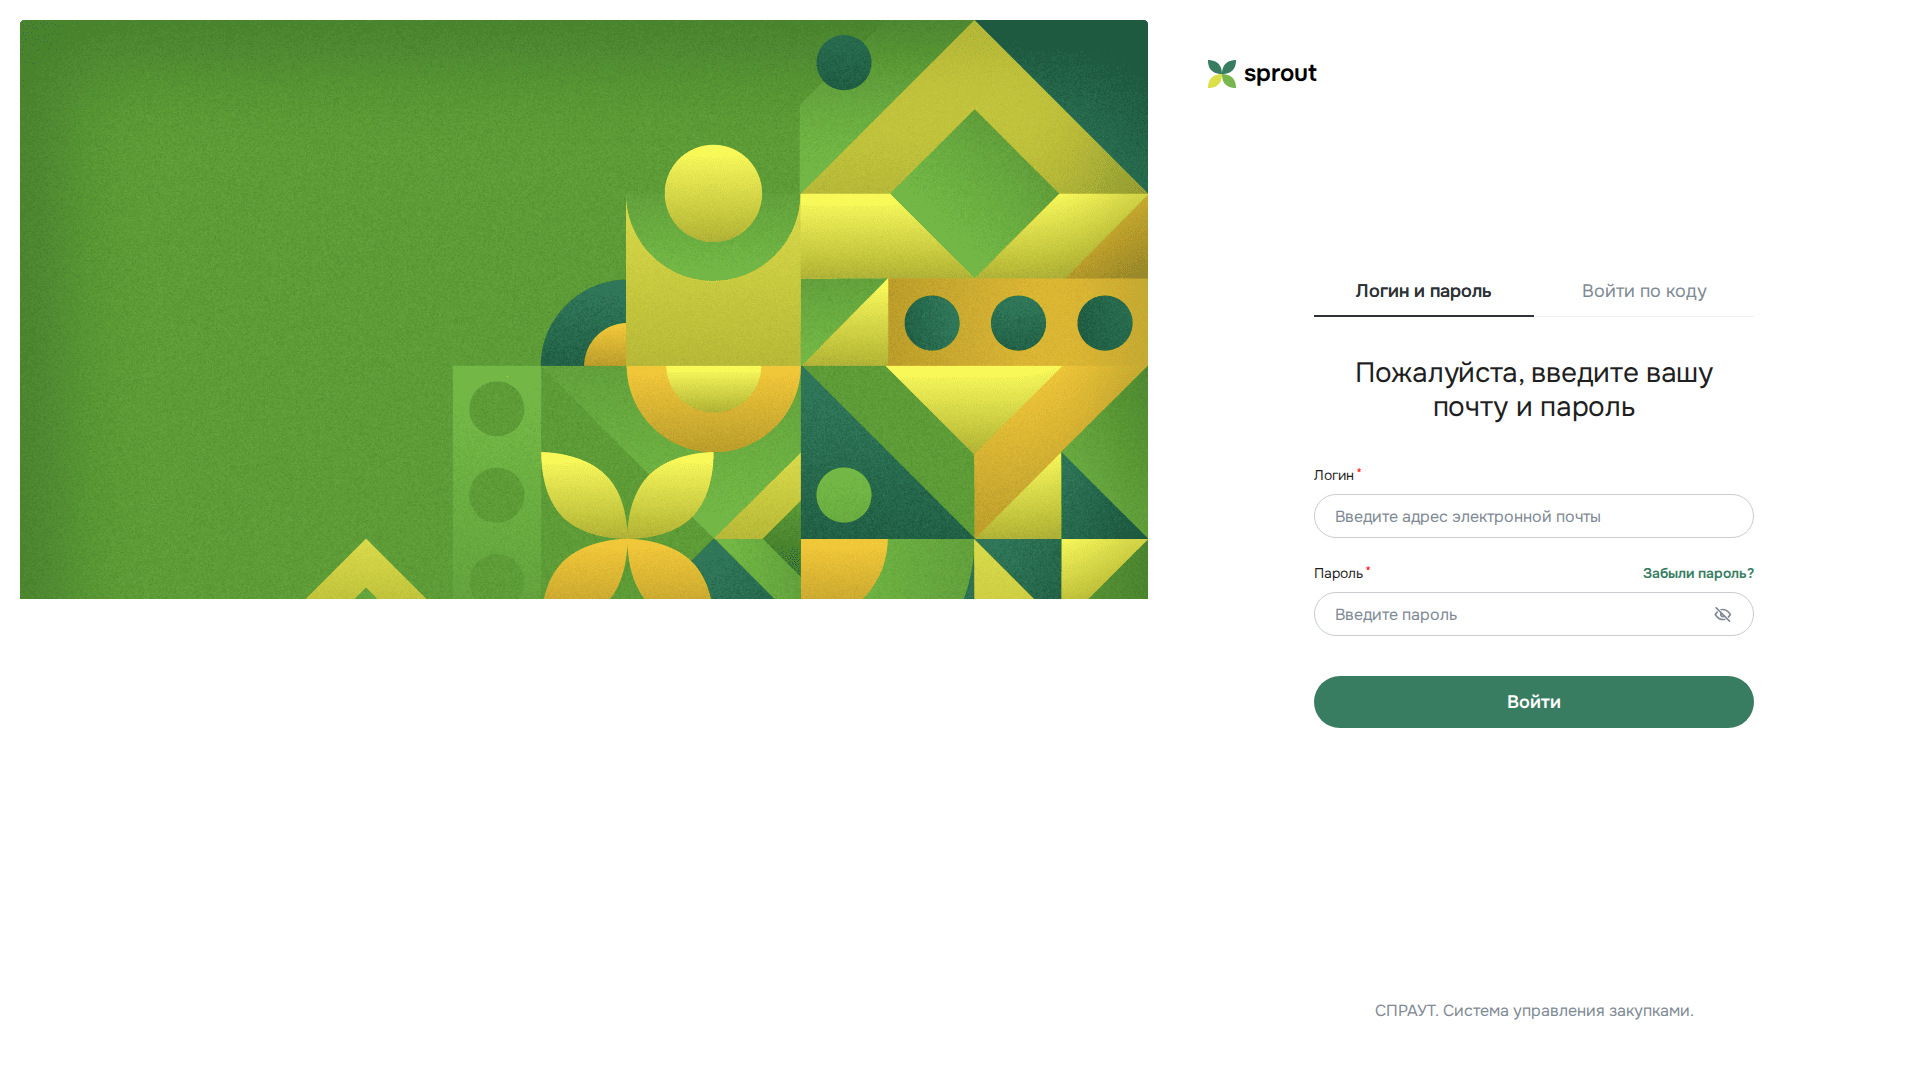 sprout
Логин и пароль
Войти по коду
Пожалуйста, введите вашу
почту и пароль
Логин *
Введите адрес электронной почты
Пароль *
Забыли пароль?
Введите пароль
Войти
СПРАУТ. Система управления закупками.